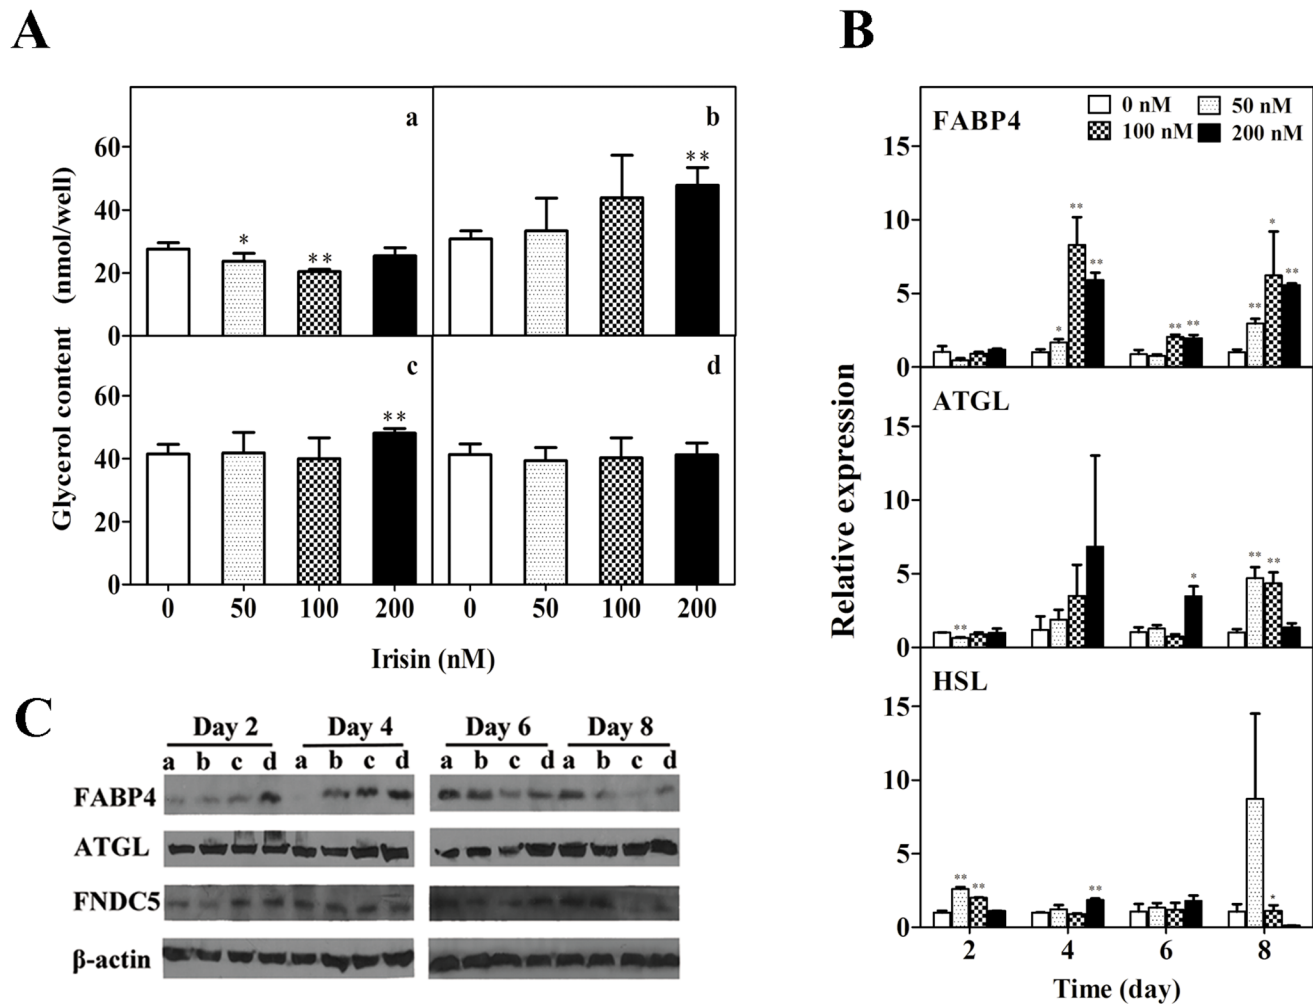 A
a
b
60
40
20
0
** 
* **
c
d
60
40
20
0
**
0 50 100 200 0 50 100 200
Glycerol content (nmol/well)
Irisin (nM)
B
0 nM 50 nM
100 nM 200 nM
FABP4
15
10
5
0
* ** ** ** ** ** * **
ATGL
15
10
5
0
** * ** **
HSL
15
10
5
0
** ** ** *
2 4 6 8
Relative expression
Time (day)
C
Day 2 Day 4 Day 6 Day 8
a b c d a b c d a b c d a b c d
FABP4
ATGL
FNDC5
β-actin